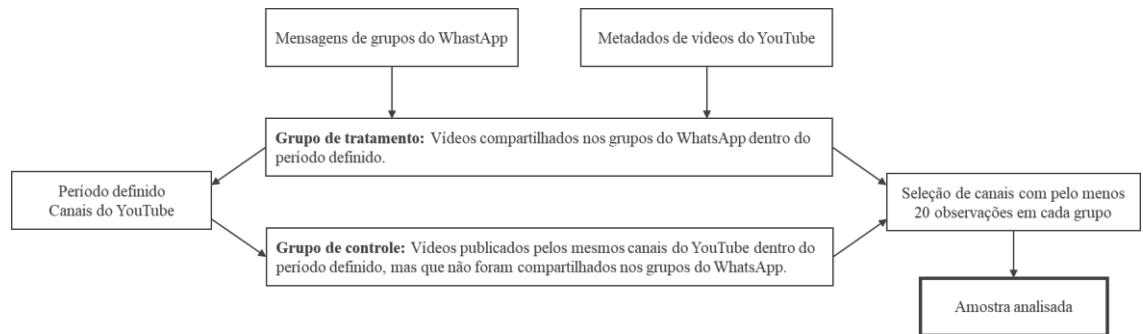 Mensagens de grupos do WhastApp
Metadados de vídeos do YouTube
Grupo de tratamento: Vídeos compartilhados nos grupos do WhatsApp dentro do
período definido.
Período definido
Canais do YouTube
Seleção de canais com pelo menos
20 observações em cada grupo
Grupo de controle: Vídeos publicados pelos mesmos canais do YouTube dentro do
período definido, mas que não foram compartilhados nos grupos do WhatsApp.
Amostra analisada